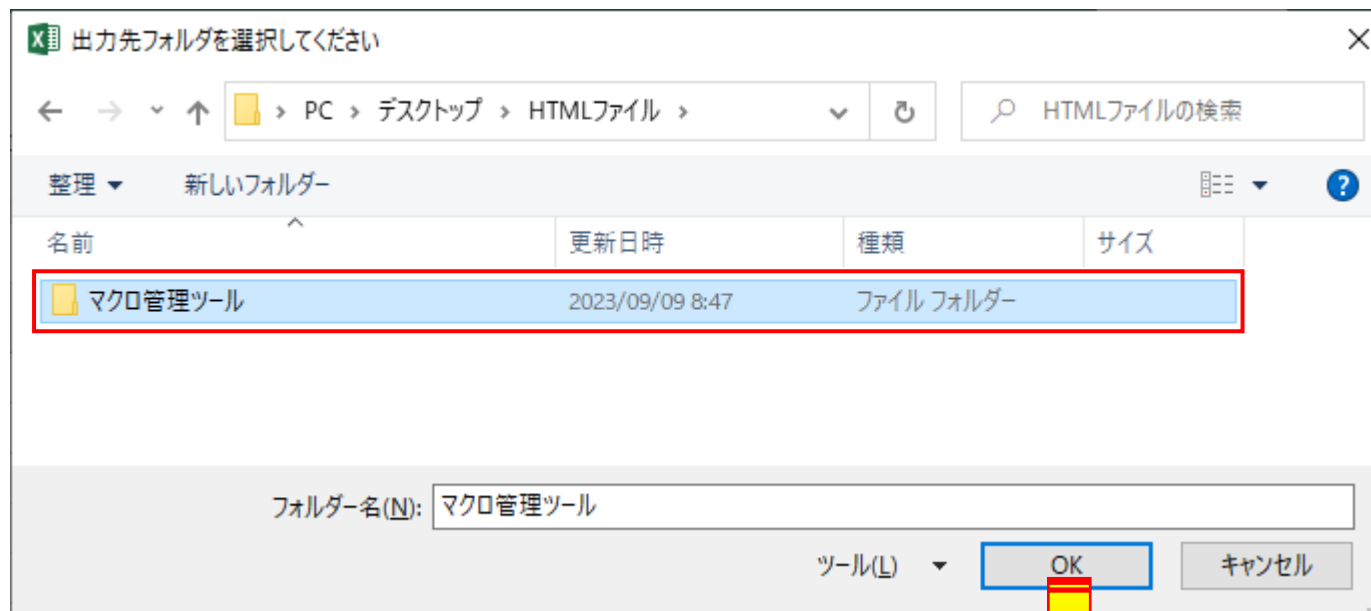 出力先フォルダを選択してください
PC › デスクトップ › HTMLファイル ›
HTMLファイルの検索
整理 新しいフォルダー
名前 更新日時 種類 サイズ
マクロ管理ツール 2023/09/09 8:47 ファイル フォルダー
フォルダー名(N): マクロ管理ツール
ツール(L) OK キャンセル